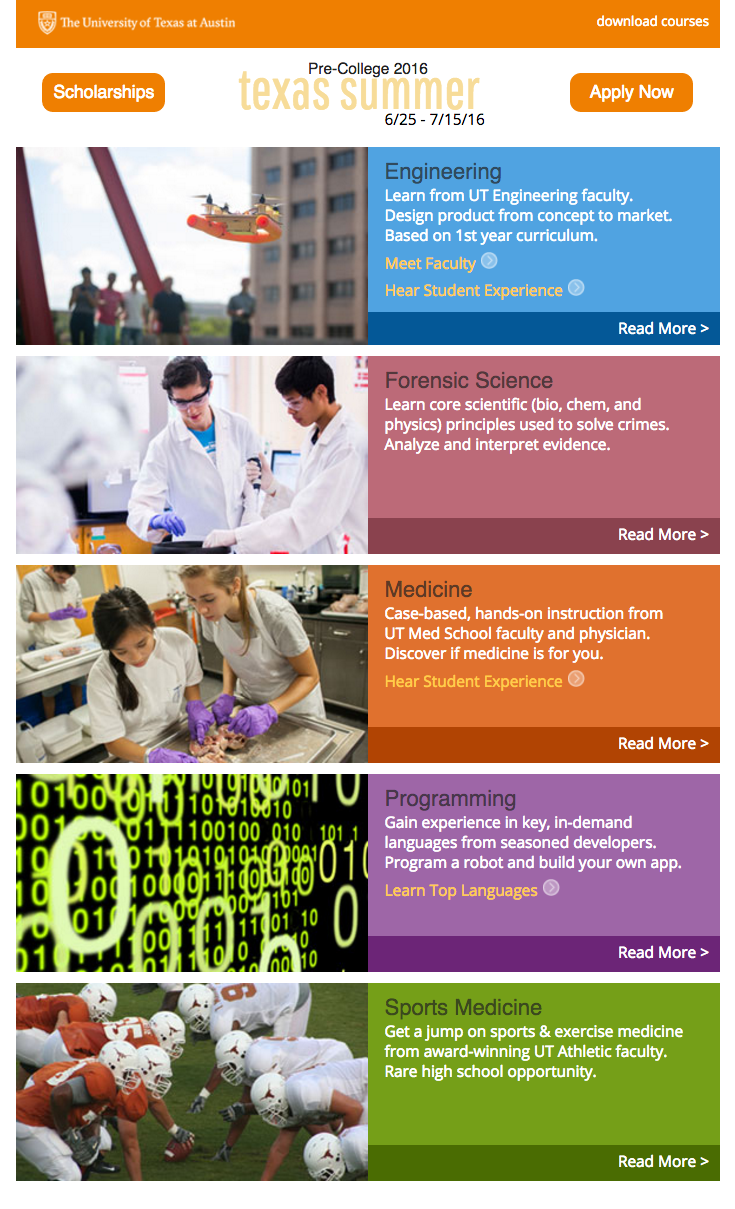 The University of Texas at Austin
download courses
Scholarships
Pre-College 2016
texas summer
6/25 - 7/15/16
Apply Now
Engineering
Learn from UT Engineering faculty.
Design product from concept to market.
Based on 1st year curriculum.
Meet Faculty
Hear Student Experience
Read More >
Forensic Science
Learn core scientific (bio, chem, and
physics) principles used to solve crimes.
Analyze and interpret evidence.
Read More >
Medicine
Case-based, hands-on instruction from
UT Med School faculty and physician.
Discover if medicine is for you.
Hear Student Experience
Read More >
Programming
Gain experience in key, in-demand
languages from seasoned developers.
Program a robot and build your own app.
Learn Top Languages
Read More >
Sports Medicine
Get a jump on sports & exercise medicine
from award-winning UT Athletic faculty.
Rare high school opportunity.
Read More >